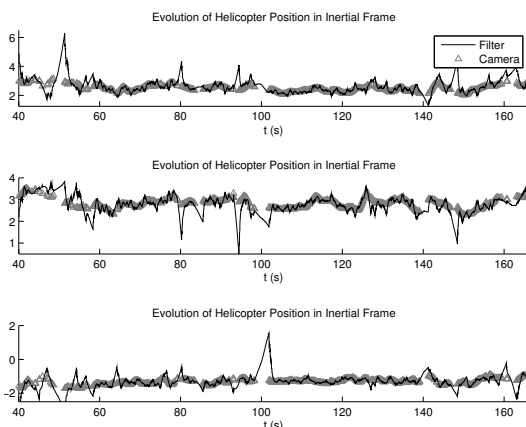 Evolution of Helicopter Position in Inertial Frame
6
4
2
Filter
Camera
40 60 80 100 120 140 160
t (s)
Evolution of Helicopter Position in Inertial Frame
4
3
2
1
40 60 80 100 120 140 160
t (s)
Evolution of Helicopter Position in Inertial Frame
2
0
−2
40 60 80 100 120 140 160
t (s)